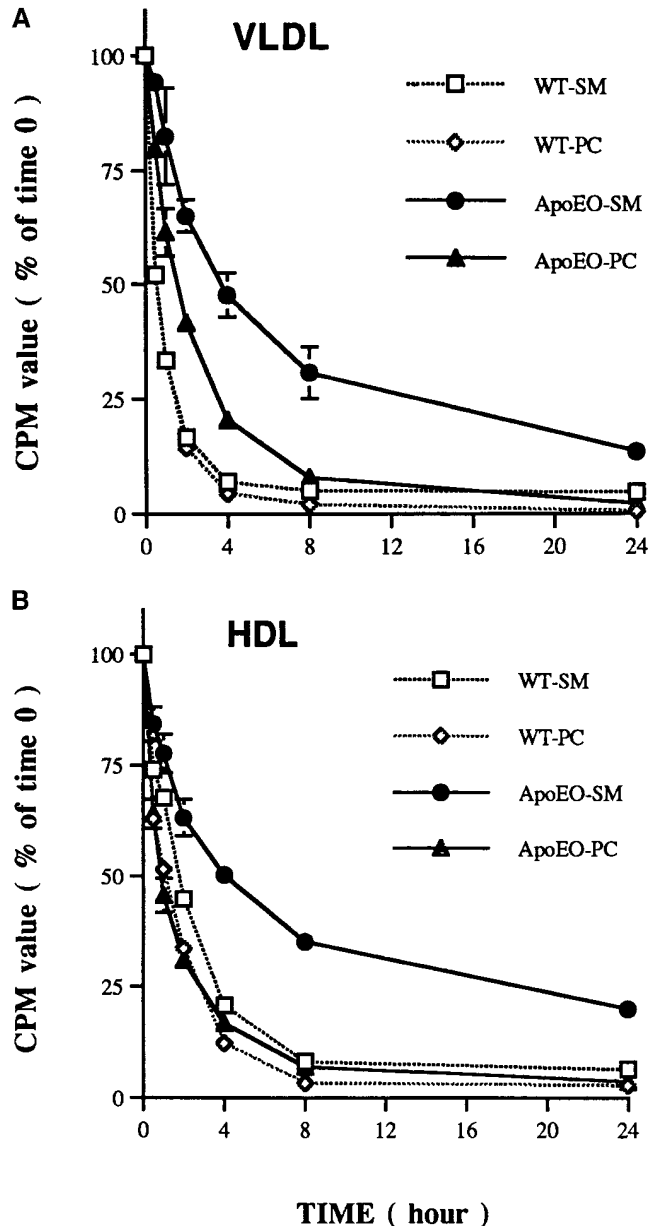 A
VLDL
CPM value ( % of time 0 )
100
75
50
25
0
WT-SM
WT-PC
ApoEO-SM
ApoEO-PC
0 4 8 12 16 20 24
B
HDL
CPM value ( % of time 0 )
100
75
50
25
0
WT-SM
WT-PC
ApoEO-SM
ApoEO-PC
0 4 8 12 16 20 24
TIME ( hour )